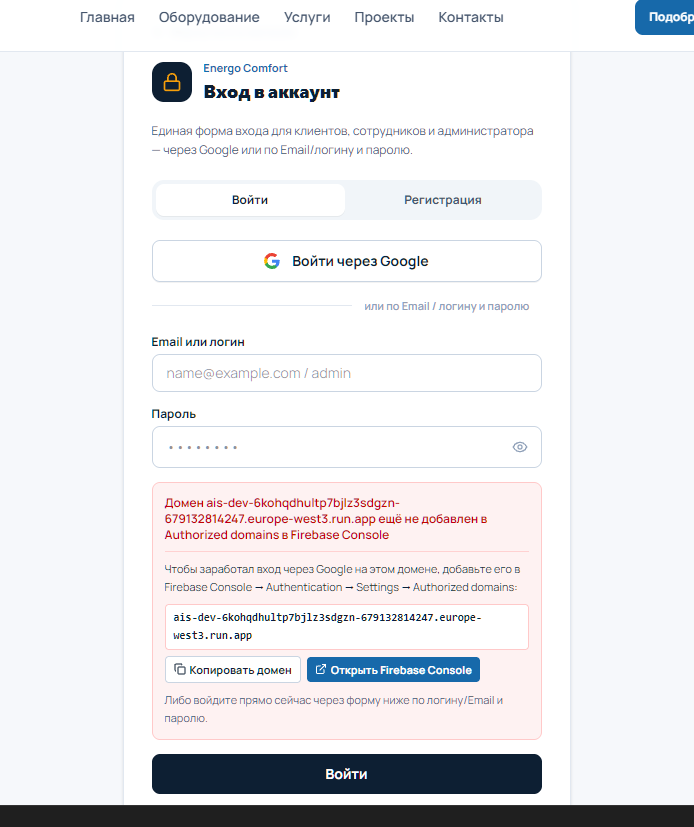 Главная Оборудование Услуги Проекты Контакты Подобр
Energo Comfort
Вход в аккаунт
Единая форма входа для клиентов, сотрудников и администратора
— через Google или по Email/логину и паролю.
Войти Регистрация
Войти через Google
или по Email / логину и паролю
Email или логин
name@example.com / admin
Пароль
Домен ais-dev-6kohqdhultp7bjlz3sdgzn-
679132814247.europe-west3.run.app ещё не добавлен в
Authorized domains в Firebase Console
Чтобы заработал вход через Google на этом домене, добавьте его в
Firebase Console → Authentication → Settings → Authorized domains:
ais-dev-6kohqdhultp7bjlz3sdgzn-679132814247.europe-
west3.run.app
Копировать домен Открыть Firebase Console
Либо войдите прямо сейчас через форму ниже по логину/Email и
паролю.
Войти